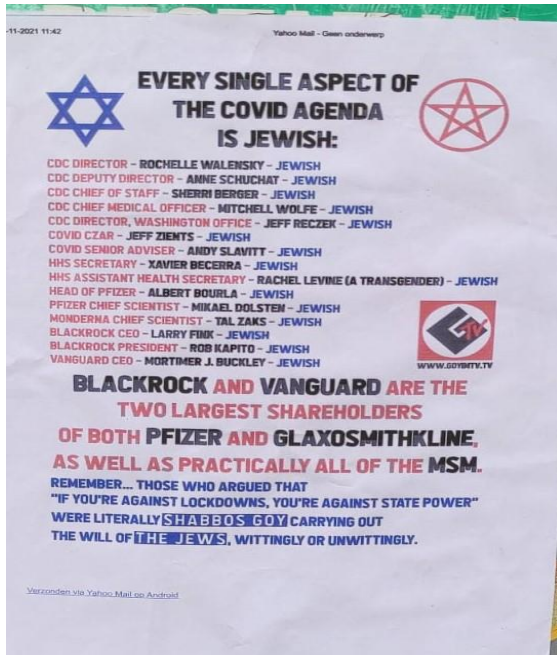 -11-2021 11:42
Yahoo Mail - Geen onderwerp
EVERY SINGLE ASPECT OF
THE COVID AGENDA
IS JEWISH:
CDC DIRECTOR - ROCHELLE WALENSKY - JEWISH
CDC DEPUTY DIRECTOR - ANNE SCHUCHAT - JEWISH
CDC CHIEF OF STAFF - SHERRI BERGER - JEWISH
CDC CHIEF MEDICAL OFFICER - MITCHELL WOLFE - JEWISH
CDC DIRECTOR, WASHINGTON OFFICE - JEFF RECZEK - JEWISH
COVID CZAR - JEFF ZIENTS - JEWISH
COVID SENIOR ADVISER - ANDY SLAVITT - JEWISH
HHS SECRETARY - XAVIER BECERRA - JEWISH
HHS ASSISTANT HEALTH SECRETARY - RACHEL LEVINE (A TRANSGENDER) - JEWISH
HEAD OF PFIZER - ALBERT BOURLA - JEWISH
PFIZER CHIEF SCIENTIST - MIKAEL DOLSTEN - JEWISH
MONDERNA CHIEF SCIENTIST - TAL ZAKS - JEWISH
BLACKROCK CEO - LARRY FINK - JEWISH
BLACKROCK PRESIDENT - ROB KAPITO - JEWISH
VANGUARD CEO - MORTIMER J. BUCKLEY - JEWISH
GTV
WWW.GOYIMTV.TV
BLACKROCK AND VANGUARD ARE THE
TWO LARGEST SHAREHOLDERS
OF BOTH PFIZER AND GLAXOSMITHKLINE,
AS WELL AS PRACTICALLY ALL OF THE MSM.
REMEMBER... THOSE WHO ARGUED THAT
"IF YOU'RE AGAINST LOCKDOWNS, YOU'RE AGAINST STATE POWER"
WERE LITERALLY SHABBOS GOY CARRYING OUT
THE WILL OF THE JEWS, WITTINGLY OR UNWITTINGLY.
Verzonden via Yahoo Mail op Android